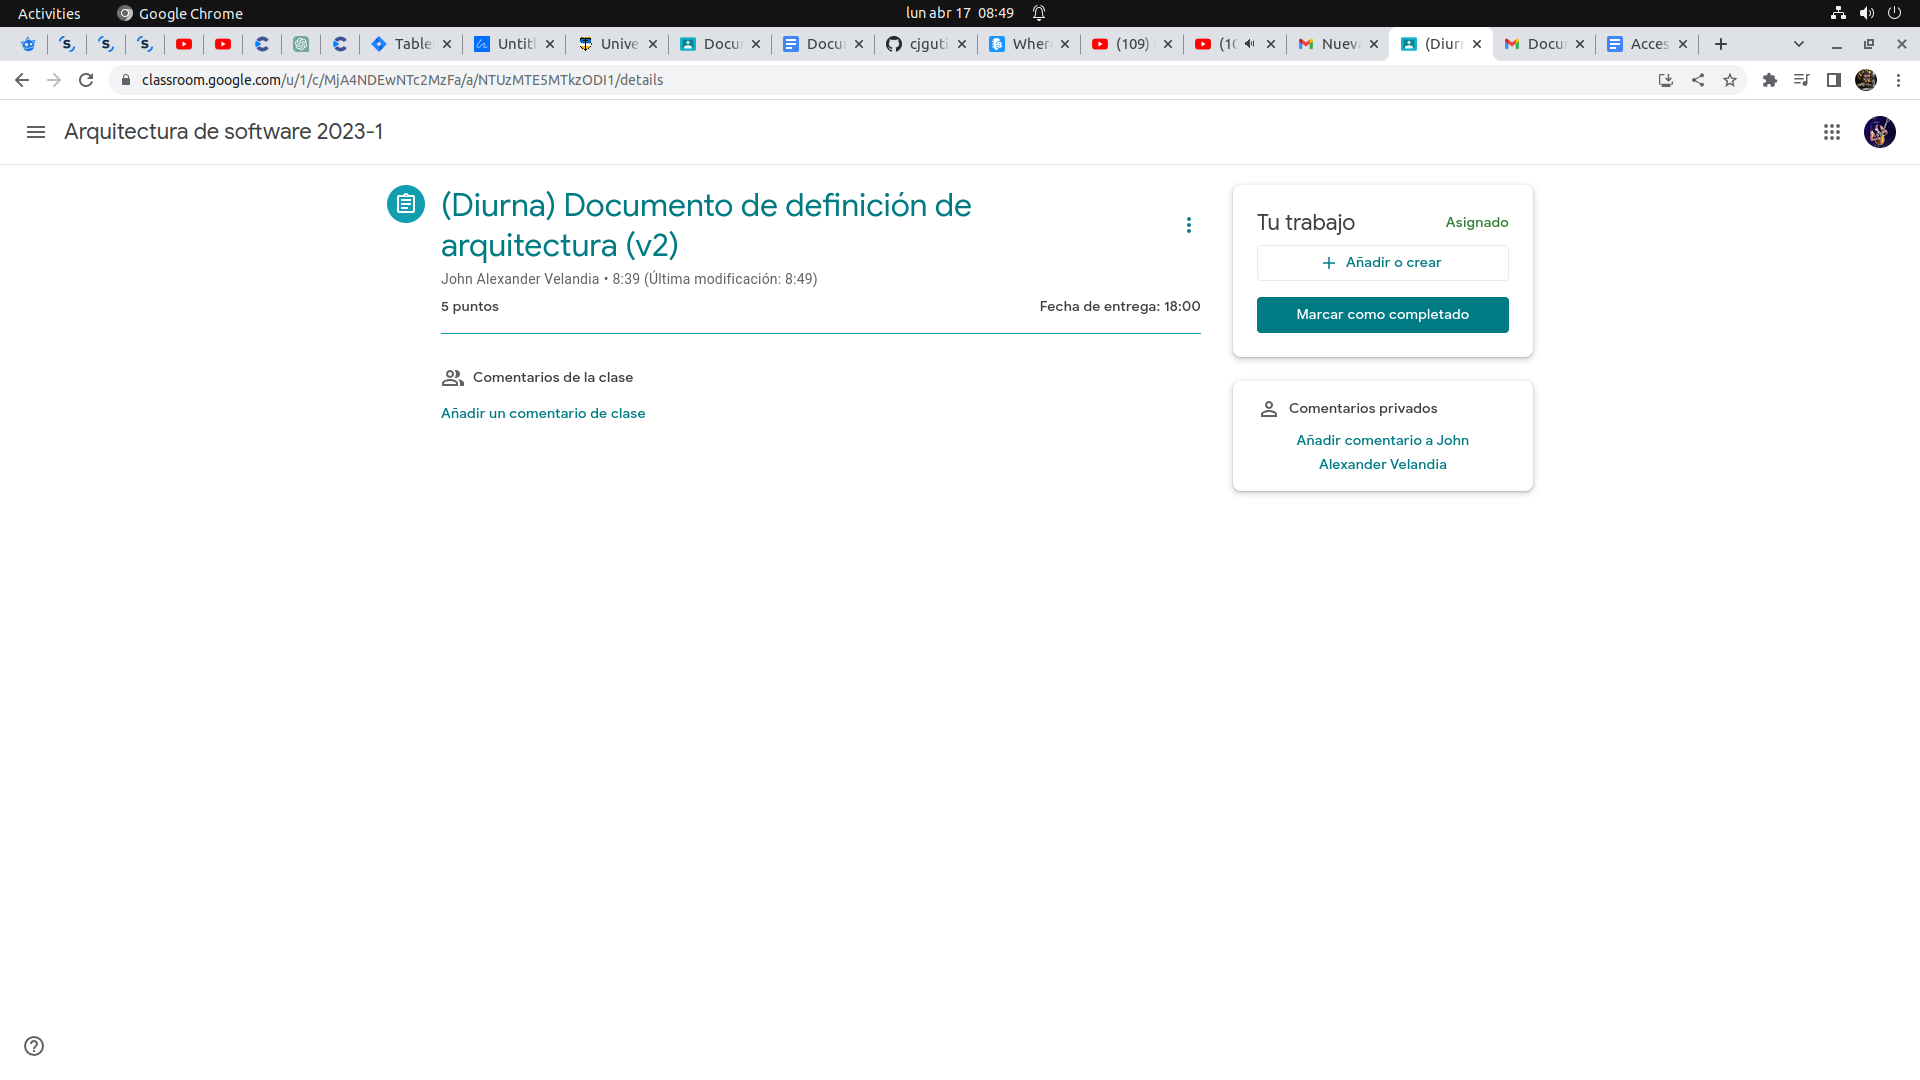 Activities
Google Chrome
lun abr 17 08:49
Table
Untitl
Unive
Docu
Docu
cjguti
Wher
(109)
(10
Nueva
(Diurn
Docu
Acces
classroom.google.com/u/1/c/MjA4NDEwNTc2MzFa/a/NTUzMTE5MTkzODI1/details
Arquitectura de software 2023-1
(Diurna) Documento de definición de
arquitectura (v2)
John Alexander Velandia • 8:39 (Última modificación: 8:49)
5 puntos
Fecha de entrega: 18:00
Comentarios de la clase
Añadir un comentario de clase
Tu trabajo
Asignado
Añadir o crear
Marcar como completado
Comentarios privados
Añadir comentario a John
Alexander Velandia